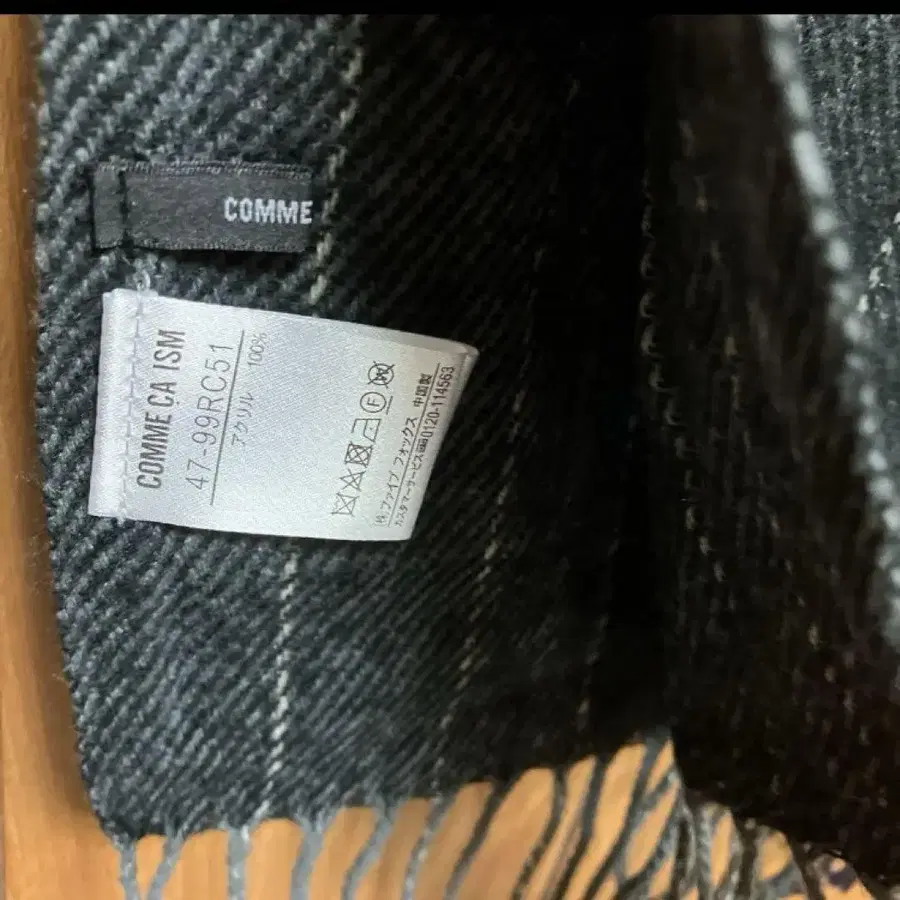 COMME
COMME CA ISM
47-99RC51
アクリル 100%
(株)ファイブ フォックス 中国製
カスタマーサービス 0120-114563